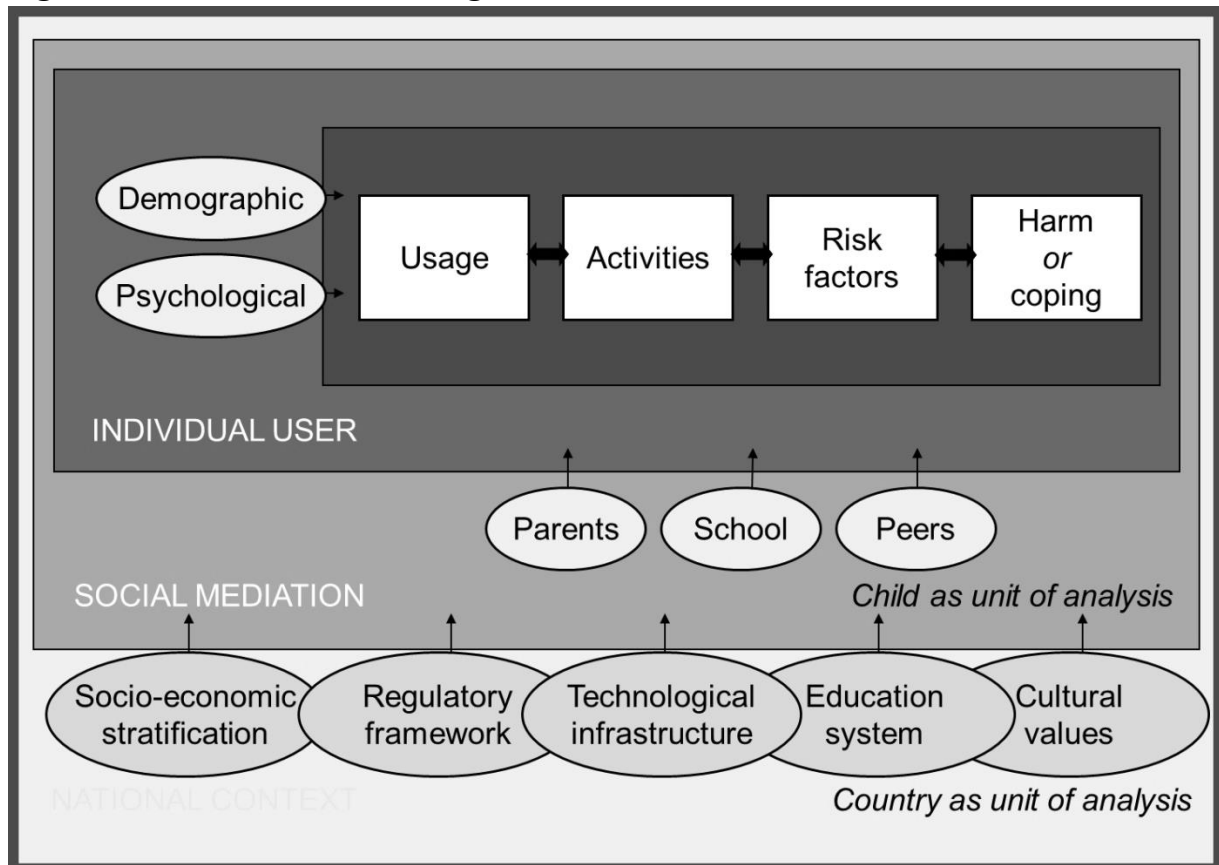 Demographic
Psychological
Usage
Activities
Risk
factors
Harm
or
coping
INDIVIDUAL USER
Parents
School
Peers
SOCIAL MEDIATION
Child as unit of analysis
Socio-economic
stratification
Regulatory
framework
Technological
infrastructure
Education
system
Cultural
values
NATIONAL CONTEXT
Country as unit of analysis